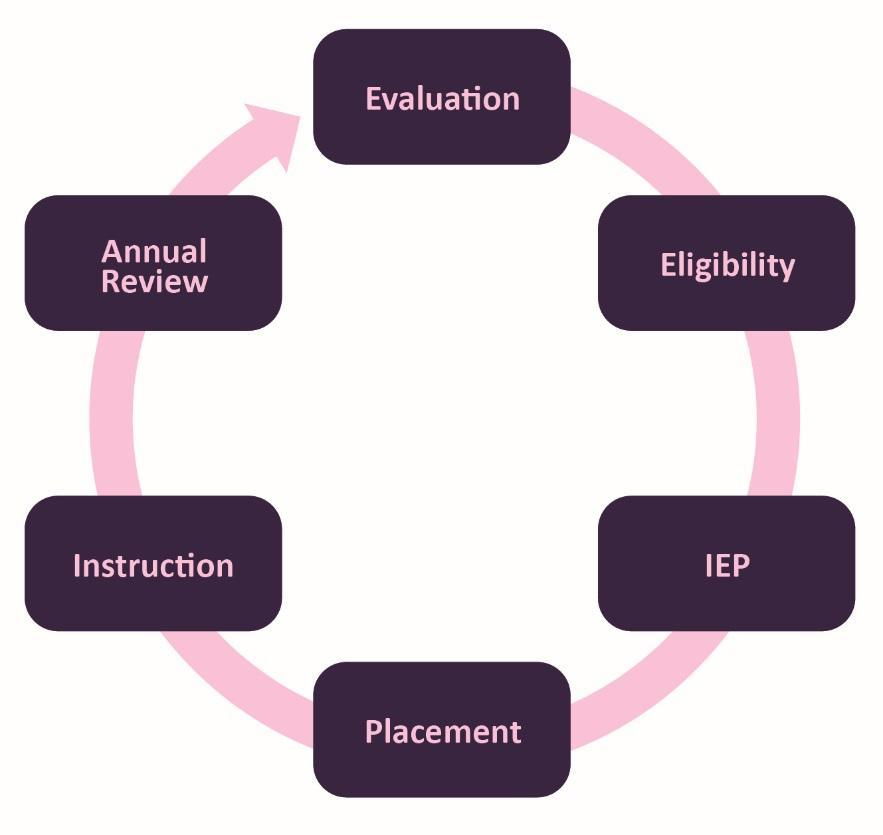 Evaluation
Eligibility
IEP
Placement
Instruction
Annual
Review